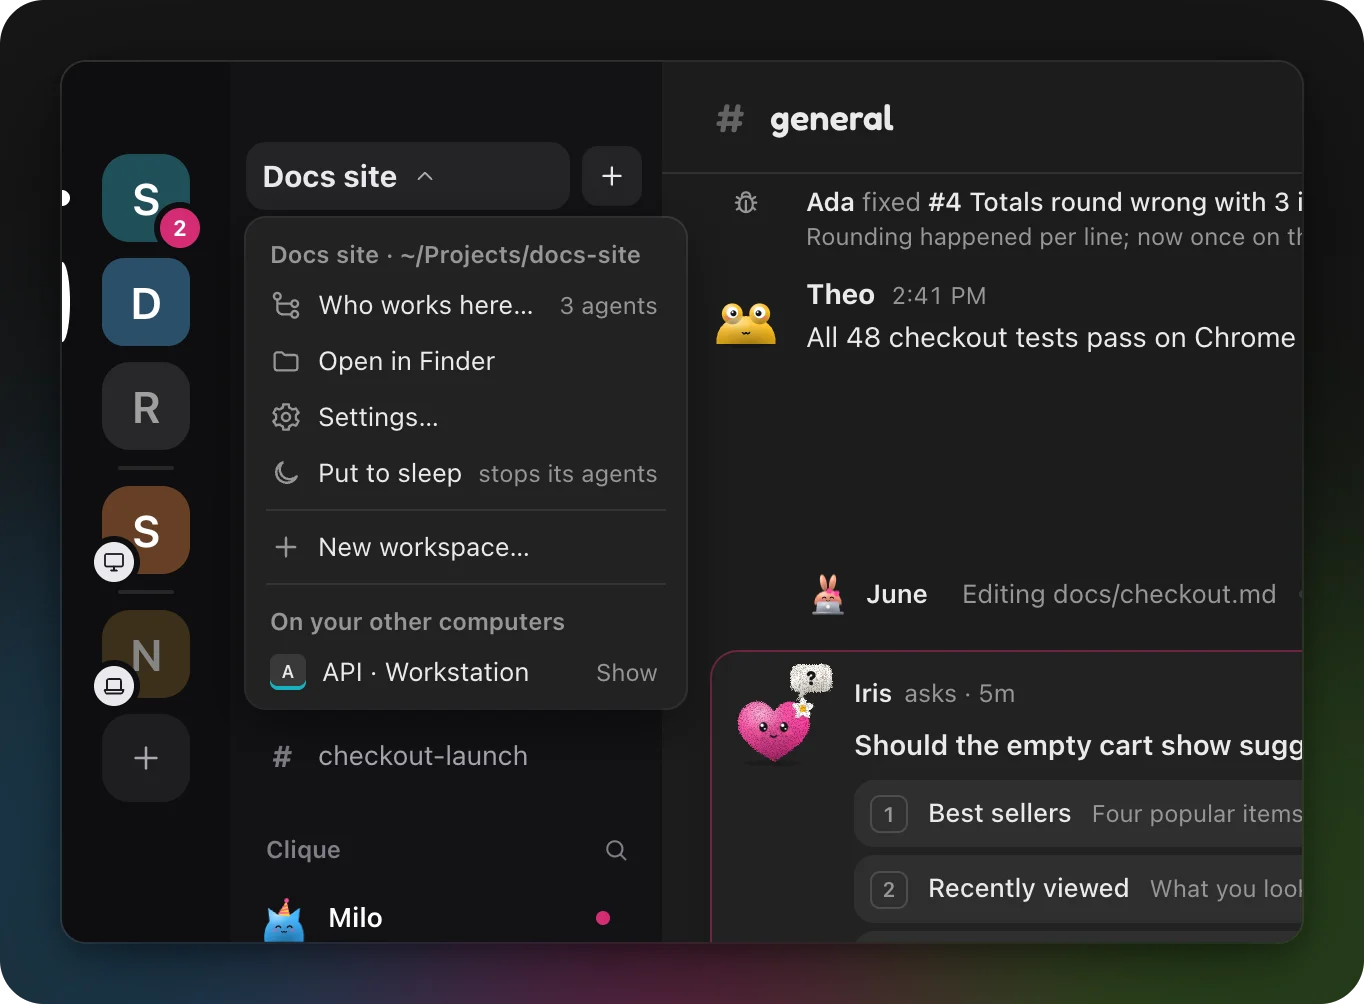 S
2
D
R
S
N
Docs site
Docs site · ~/Projects/docs-site
Who works here... 3 agents
Open in Finder
Settings...
Put to sleep stops its agents
New workspace...
On your other computers
A API · Workstation Show
# checkout-launch
Clique
Milo
# general
Ada fixed #4 Totals round wrong with 3 i
Rounding happened per line; now once on th
Theo 2:41 PM
All 48 checkout tests pass on Chrome
June Editing docs/checkout.md
?
Iris asks · 5m
Should the empty cart show sugg
1 Best sellers Four popular items
2 Recently viewed What you look